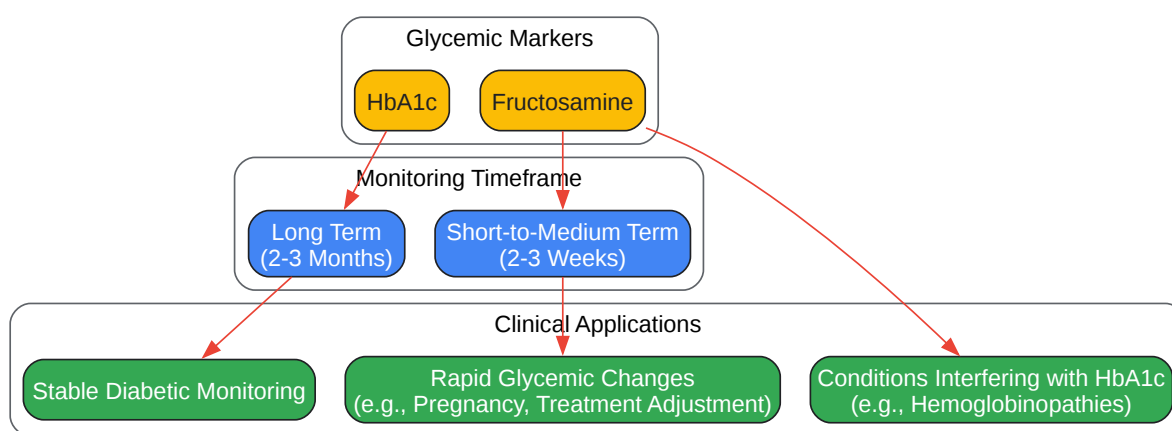 Glycemic Markers
HbA1c
Fructosamine
Monitoring Timeframe
Long Term
(2-3 Months)
Short-to-Medium Term
(2-3 Weeks)
Clinical Applications
Stable Diabetic Monitoring
Rapid Glycemic Changes
(e.g., Pregnancy, Treatment Adjustment)
Conditions Interfering with HbA1c
(e.g., Hemoglobinopathies)